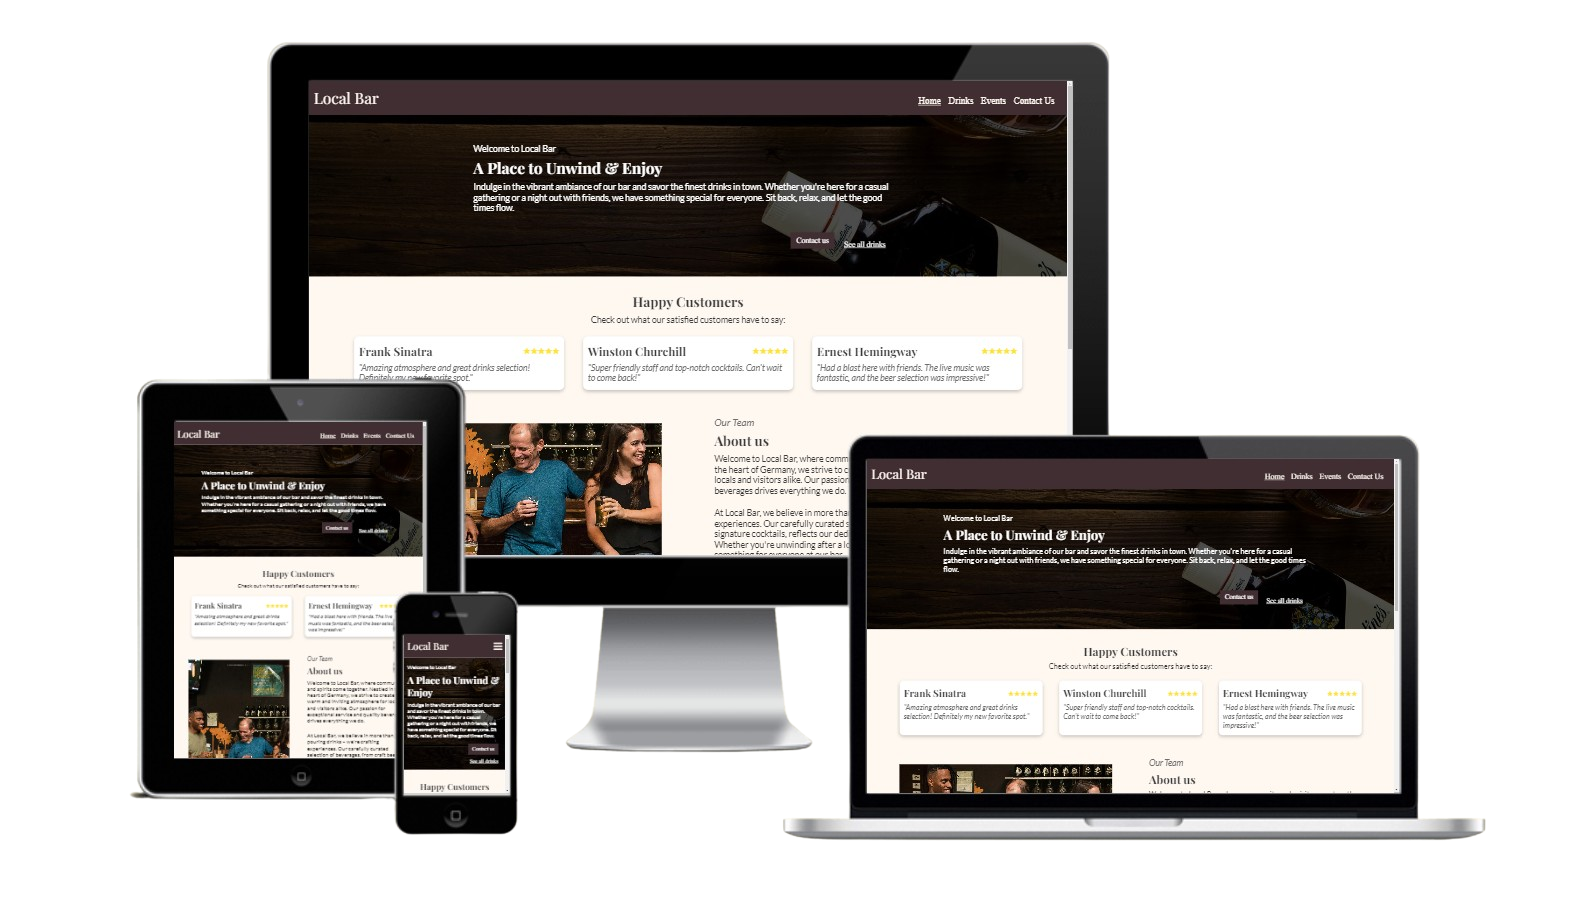 Local Bar
Home Drinks Events Contact Us
Welcome to Local Bar
A Place to Unwind & Enjoy
Indulge in the vibrant ambiance of our bar and savor the finest drinks in town. Whether you're here for a casual
gathering or a night out with friends, we have something special for everyone. Sit back, relax, and let the good
times flow.
Contact us
See all drinks
Happy Customers
Check out what our satisfied customers have to say:
Frank Sinatra
"Amazing atmosphere and great drinks selection!
Definitely my new favorite spot."
Winston Churchill
"Super friendly staff and top-notch cocktails. Can't wait
to come back!"
Ernest Hemingway
"Had a blast here with friends. The live music was
fantastic, and the beer selection was impressive!"
Our Team
About us
Welcome to Local Bar, where comm
the heart of Germany, we strive to c
locals and visitors alike. Our passion
beverages drives everything we do.
At Local Bar, we believe in more tha
experiences. Our carefully curated s
signature cocktails, reflects our ded
Whether you're unwinding after a lo
something for everyone at our bar.
Local Bar
Home Drinks Events Contact Us
Welcome to Local Bar
A Place to Unwind & Enjoy
Indulge in the vibrant ambiance of our bar and savor the finest drinks in town.
Whether you're here for a casual gathering or a night out with friends, we have
something special for everyone. Sit back, relax, and let the good times flow.
Contact us
See all drinks
Happy Customers
Check out what our satisfied customers have to say:
Frank Sinatra
"Amazing atmosphere and great drinks
selection! Definitely my new favorite spot."
Ernest Hemingway
"Had a blast here with friends. The live
music was fantastic, and the beer selec
was impressive!"
Our Team
About us
Welcome to Local Bar, where commu
and spirits come together. Nestled in
heart of Germany, we strive to create
warm and inviting atmosphere for loc
and visitors alike. Our passion for
exceptional service and quality bever
drives everything we do.
At Local Bar, we believe in more than
pouring drinks – we're crafting
experiences. Our carefully curated
selection of beverages, from craft bee
Local Bar
Welcome to Local Bar
A Place to Unwind &
Enjoy
Indulge in the vibrant ambiance of our bar
and savor the finest drinks in town.
Whether you're here for a casual
gathering or a night out with friends, we
have something special for everyone. Sit
back, relax, and let the good times flow.
Contact us
See all drinks
Happy Customers
Local Bar
Home Drinks Events Contact Us
Welcome to Local Bar
A Place to Unwind & Enjoy
Indulge in the vibrant ambiance of our bar and savor the finest drinks in town. Whether you're here for a casual
gathering or a night out with friends, we have something special for everyone. Sit back, relax, and let the good times
flow.
Contact us
See all drinks
Happy Customers
Check out what our satisfied customers have to say:
Frank Sinatra
"Amazing atmosphere and great drinks
selection! Definitely my new favorite spot."
Winston Churchill
"Super friendly staff and top-notch cocktails.
Can't wait to come back!"
Ernest Hemingway
"Had a blast here with friends. The live music
was fantastic, and the beer selection was
impressive!"
Our Team
About us